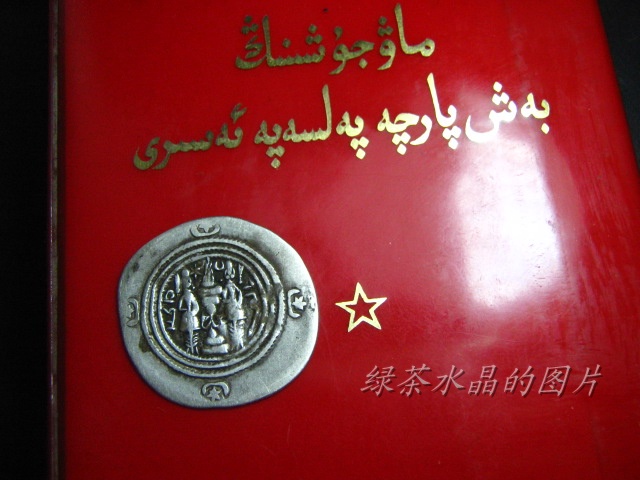 ماۋجۇشىنىڭ
بەش پارچە پەلسەپە ئەسىرى
绿茶水晶的图片